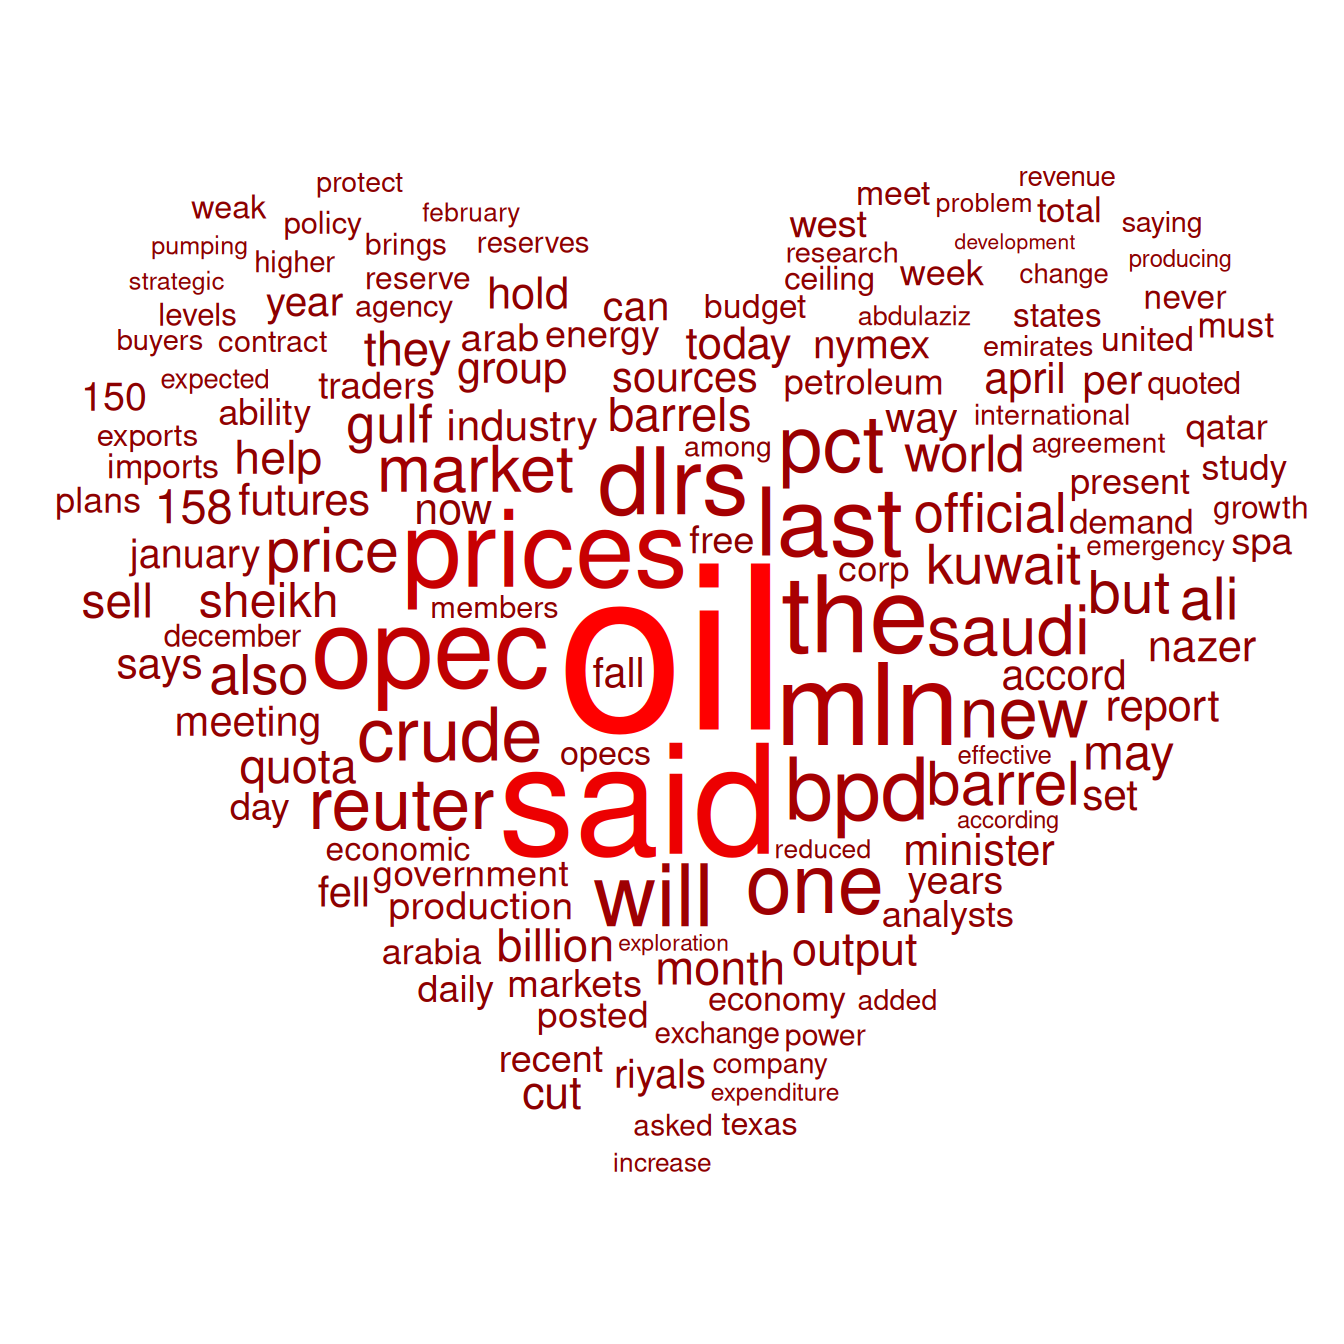 protect
revenue
weak policy february meet problem total
pumping brings reserves west saying
strategic higher reserve research development producing
levels year agency hold can budget ceiling week change never
buyers contract they arab energy today nymex abdulaziz states emirates united must
150 expected traders group sources petroleum april per quoted
exports ability gulf industry barrels among way international qatar
imports help market dlrs pct world agreement study
plans 158 futures now last official present growth
january price prices free corp kuwait demand emergency spa
sell sheikh members oil the saudi but ali
december opec fall nazer
says also accord
meeting crude opecs mln new report
quota reuter said bpd effective barrel may
day according set
economic reduced minister
fell government will one years
production analysts
arabia billion exploration month output
daily markets economy added
posted exchange power
recent riyals company
cut expenditure
asked texas
increase